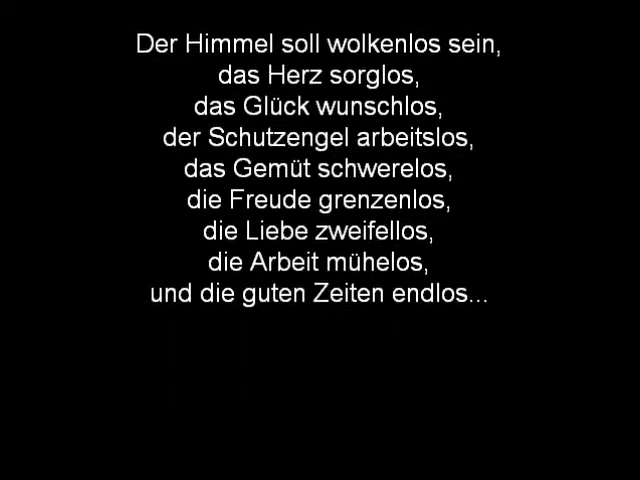 Der Himmel soll wolkenlos sein,
das Herz sorglos,
das Glück wunschlos,
der Schutzengel arbeitslos,
das Gemüt schwerelos,
die Freude grenzenlos,
die Liebe zweifellos,
die Arbeit mühelos,
und die guten Zeiten endlos...